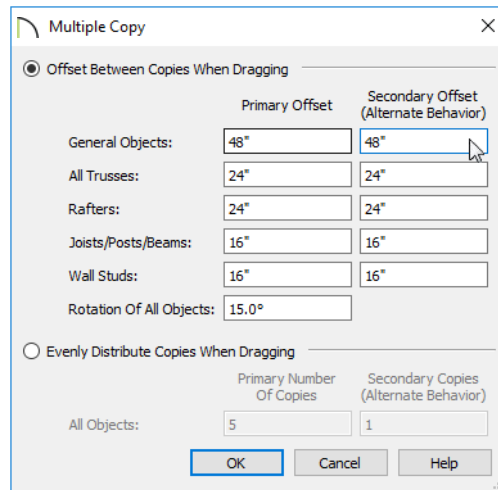 Multiple Copy
Offset Between Copies When Dragging
Primary Offset
Secondary Offset
(Alternate Behavior)
General Objects: 48" 48"
All Trusses: 24" 24"
Rafters: 24" 24"
Joists/Posts/Beams: 16" 16"
Wall Studs: 16" 16"
Rotation Of All Objects: 15.0°
Evenly Distribute Copies When Dragging
Primary Number
Of Copies
Secondary Copies
(Alternate Behavior)
All Objects: 5 1
OK Cancel Help